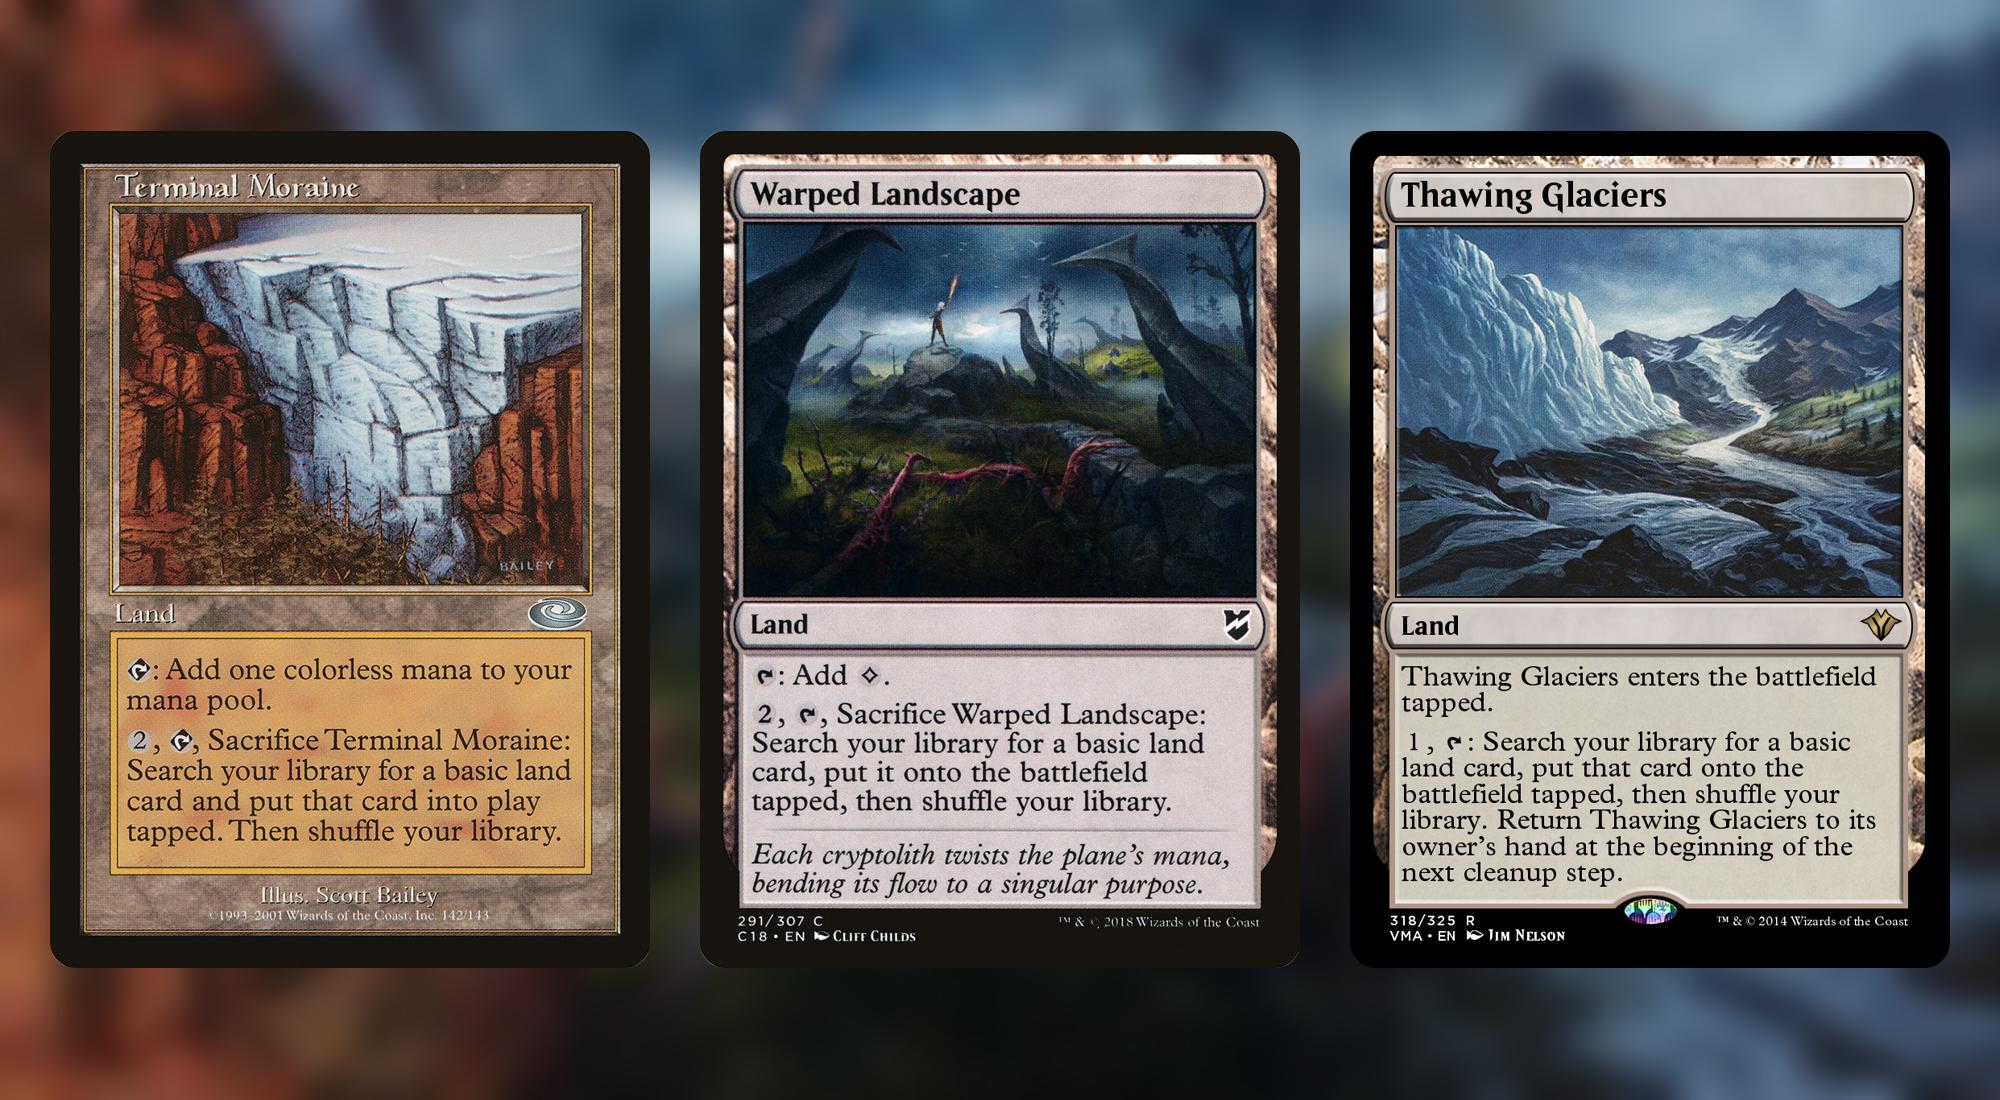 Terminal Moraine
BAILEY
Land
: Add one colorless mana to your
mana pool.
2, , Sacrifice Terminal Moraine:
Search your library for a basic land
card and put that card into play
tapped. Then shuffle your library.
Illus. Scott Bailey
©1993-2001 Wizards of the Coast, Inc. 142/143
Warped Landscape
Land
: Add .
2, , Sacrifice Warped Landscape:
Search your library for a basic land
card, put it onto the battlefield
tapped, then shuffle your library.
Each cryptolith twists the plane's mana,
bending its flow to a singular purpose.
291/307 C
C18 • EN CLIFF CHILDS
™ & © 2018 Wizards of the Coast
Thawing Glaciers
Land
Thawing Glaciers enters the battlefield
tapped.
1, : Search your library for a basic
land card, put that card onto the
battlefield tapped, then shuffle your
library. Return Thawing Glaciers to its
owner's hand at the beginning of the
next cleanup step.
318/325 R
VMA • EN JIM NELSON
™ & © 2014 Wizards of the Coast